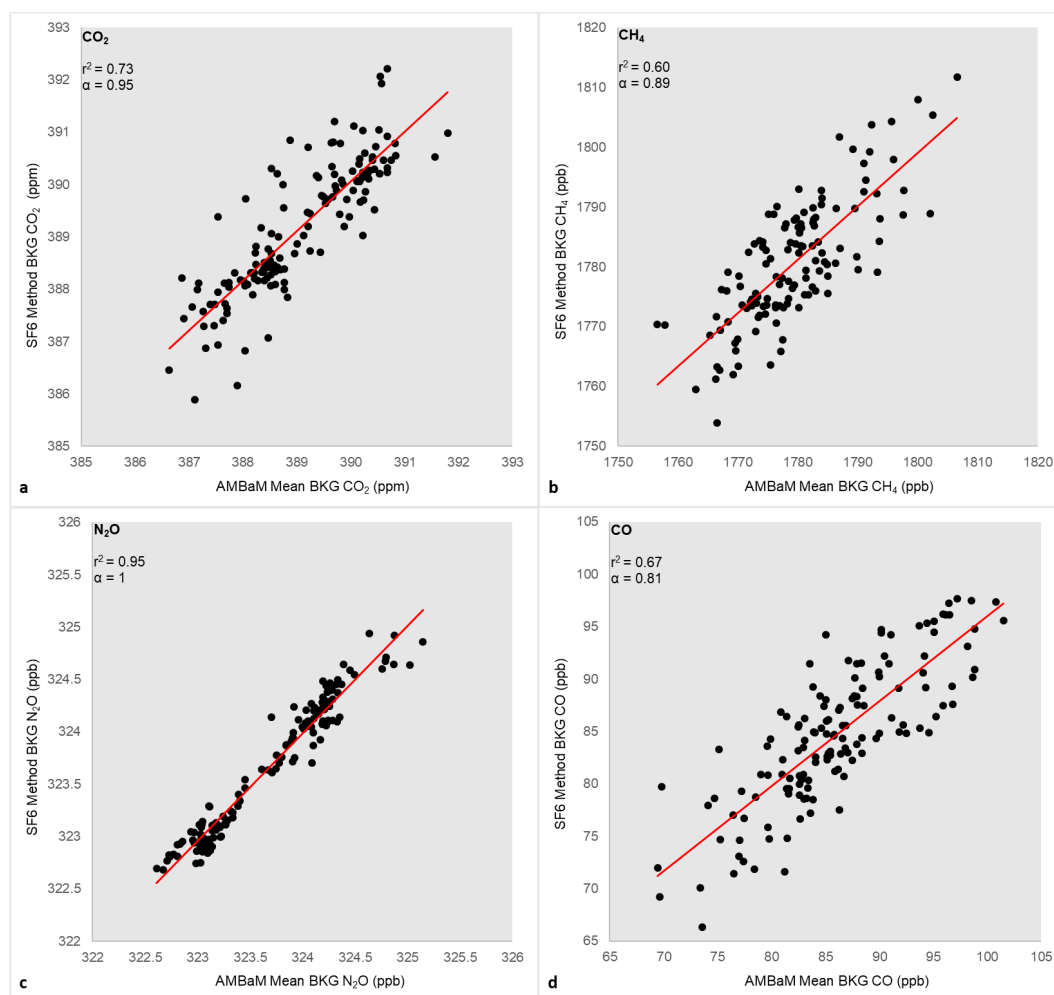 CO₂
r² = 0.73
α = 0.95
SF6 Method BKG CO₂ (ppm)
393
392
391
390
389
388
387
386
385
385 386 387 388 389 390 391 392 393
AMBaM Mean BKG CO₂ (ppm)
a
CH₄
r² = 0.60
α = 0.89
SF6 Method BKG CH₄ (ppb)
1820
1810
1800
1790
1780
1770
1760
1750
1750 1760 1770 1780 1790 1800 1810 1820
AMBaM Mean BKG CH₄ (ppb)
b
N₂O
r² = 0.95
α = 1
SF6 Method BKG N₂O (ppb)
326
325.5
325
324.5
324
323.5
323
322.5
322
322 322.5 323 323.5 324 324.5 325 325.5 326
AMBaM Mean BKG N₂O (ppb)
c
CO
r² = 0.67
α = 0.81
SF6 Method BKG CO (ppb)
105
100
95
90
85
80
75
70
65
65 70 75 80 85 90 95 100 105
AMBaM Mean BKG CO (ppb)
d